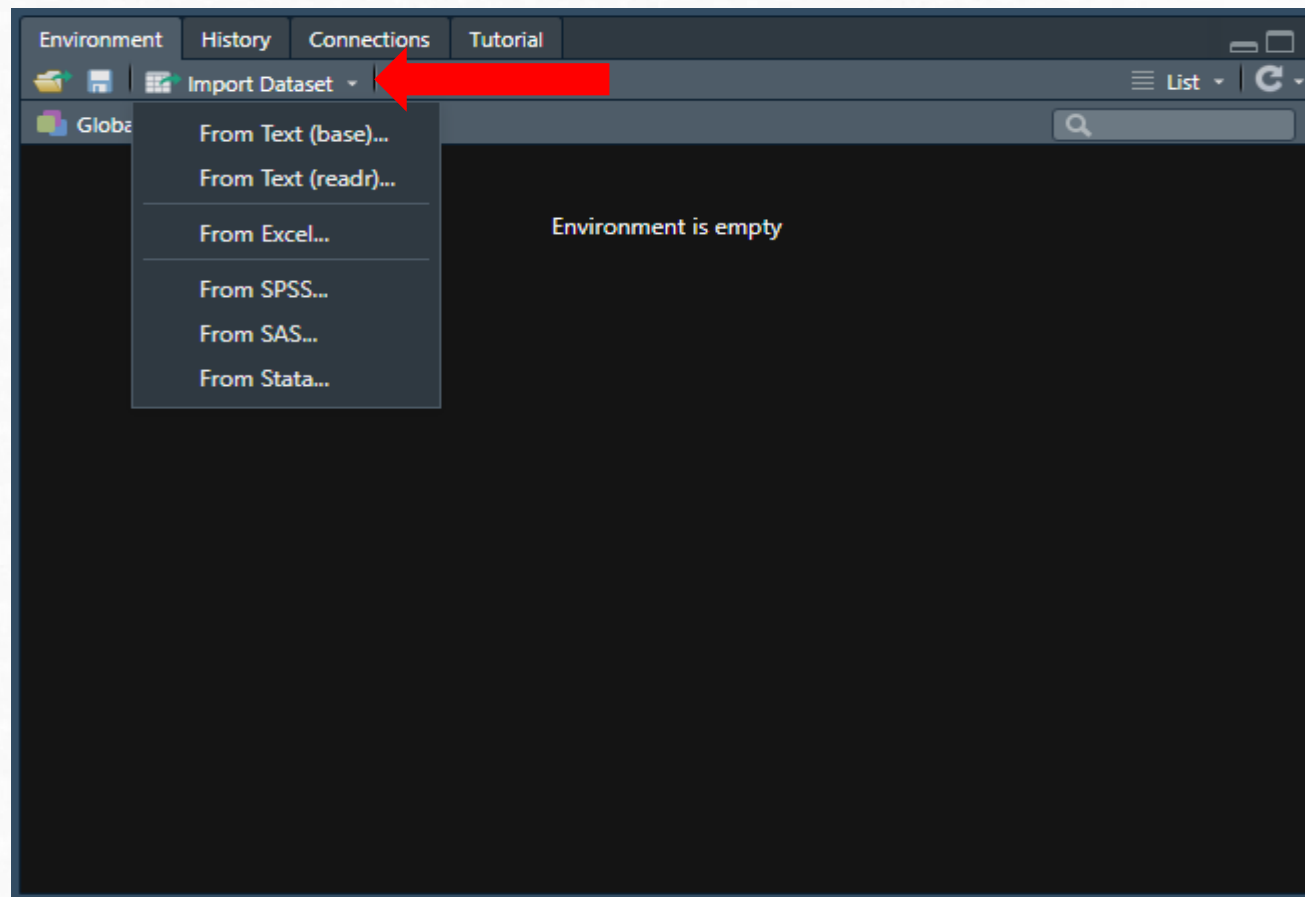 Environment History Connections Tutorial
Import Dataset List
Globa
From Text (base)...
From Text (readr)...
From Excel...
Environment is empty
From SPSS...
From SAS...
From Stata...